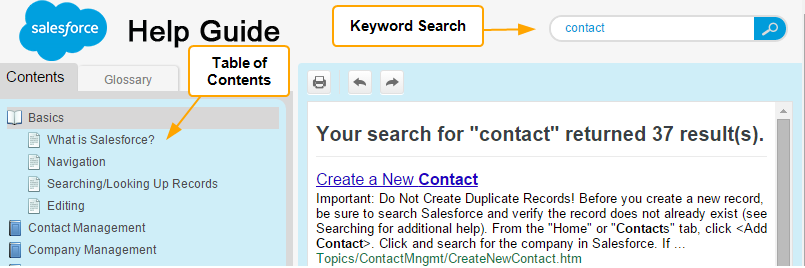 salesforce
Help Guide
Keyword Search
contact
Table of
Contents
Contents
Glossary
Basics
What is Salesforce?
Navigation
Searching/Looking Up Records
Editing
Contact Management
Company Management
Your search for "contact" returned 37 result(s).
Create a New Contact
Important: Do Not Create Duplicate Records! Before you create a new record,
be sure to search Salesforce and verify the record does not already exist (see
Searching for additional help). From the "Home" or "Contacts" tab, click <Add
Contact>. Click and search for the company in Salesforce. If ...
Topics/ContactMngmt/CreateNewContact.htm